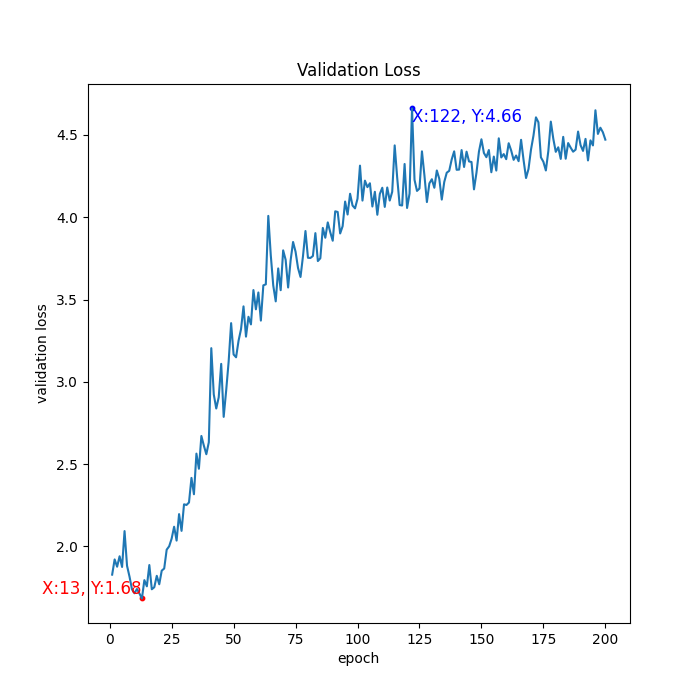 Validation Loss
X:122, Y:4.66
4.5
4.0
3.5
validation loss
3.0
2.5
2.0
X:13, Y:1.68
0 25 50 75 100 125 150 175 200
epoch